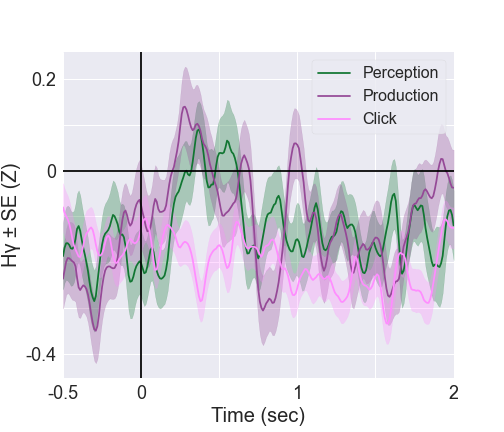 Perception
Production
Click
Hγ ± SE (Z)
0.2
0
-0.4
-0.5
0
1
2
Time (sec)